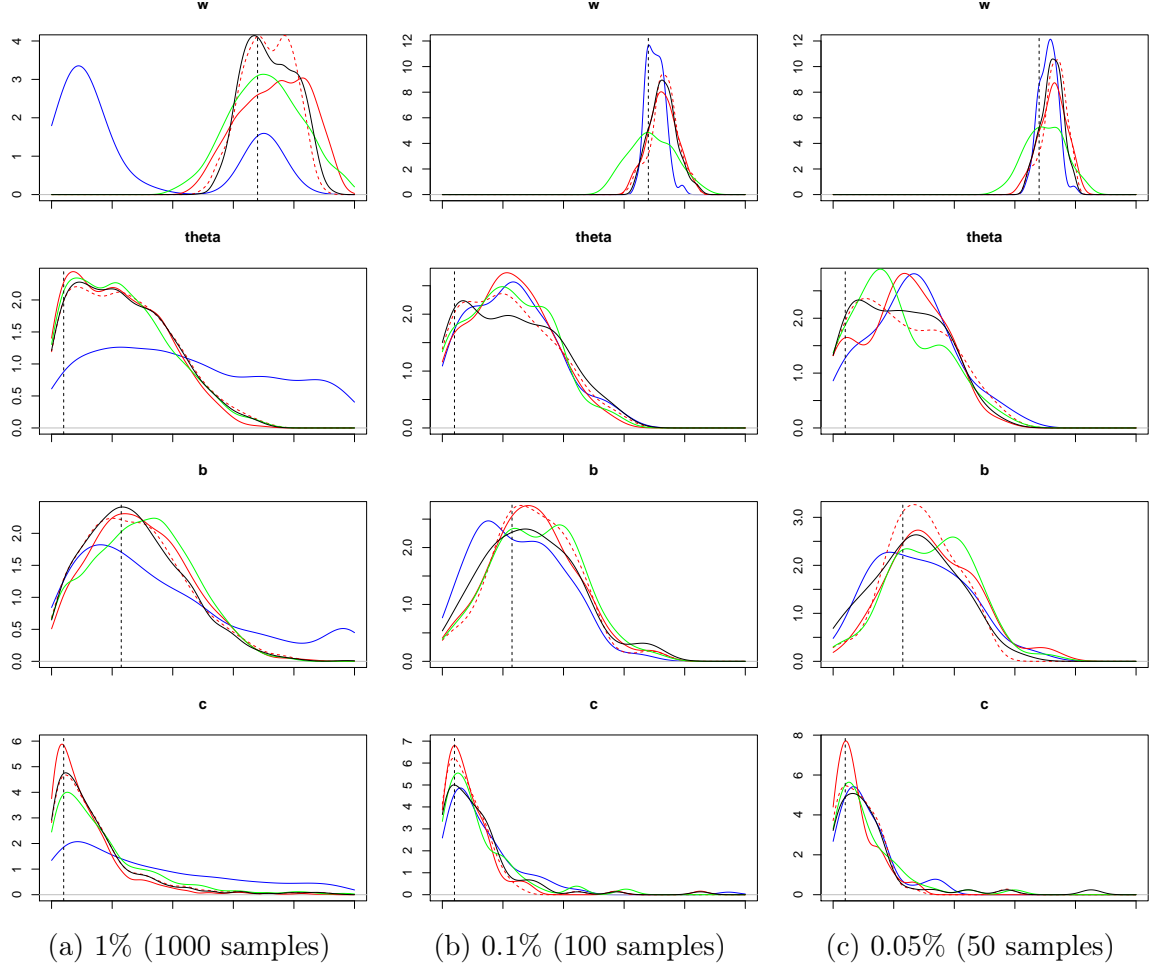 w
w
w
0 1 2 3 4
0 2 4 6 8 10 12
0 2 4 6 8 10 12
theta
theta
theta
0.0 0.5 1.0 1.5 2.0
0.0 1.0 2.0
0.0 1.0 2.0
b
b
b
0.0 0.5 1.0 1.5 2.0
0.0 1.0 2.0
0.0 1.0 2.0 3.0
c
c
c
0 1 2 3 4 5 6
0 1 2 3 4 5 6 7
0 2 4 6 8
(a) 1% (1000 samples)
(b) 0.1% (100 samples)
(c) 0.05% (50 samples)